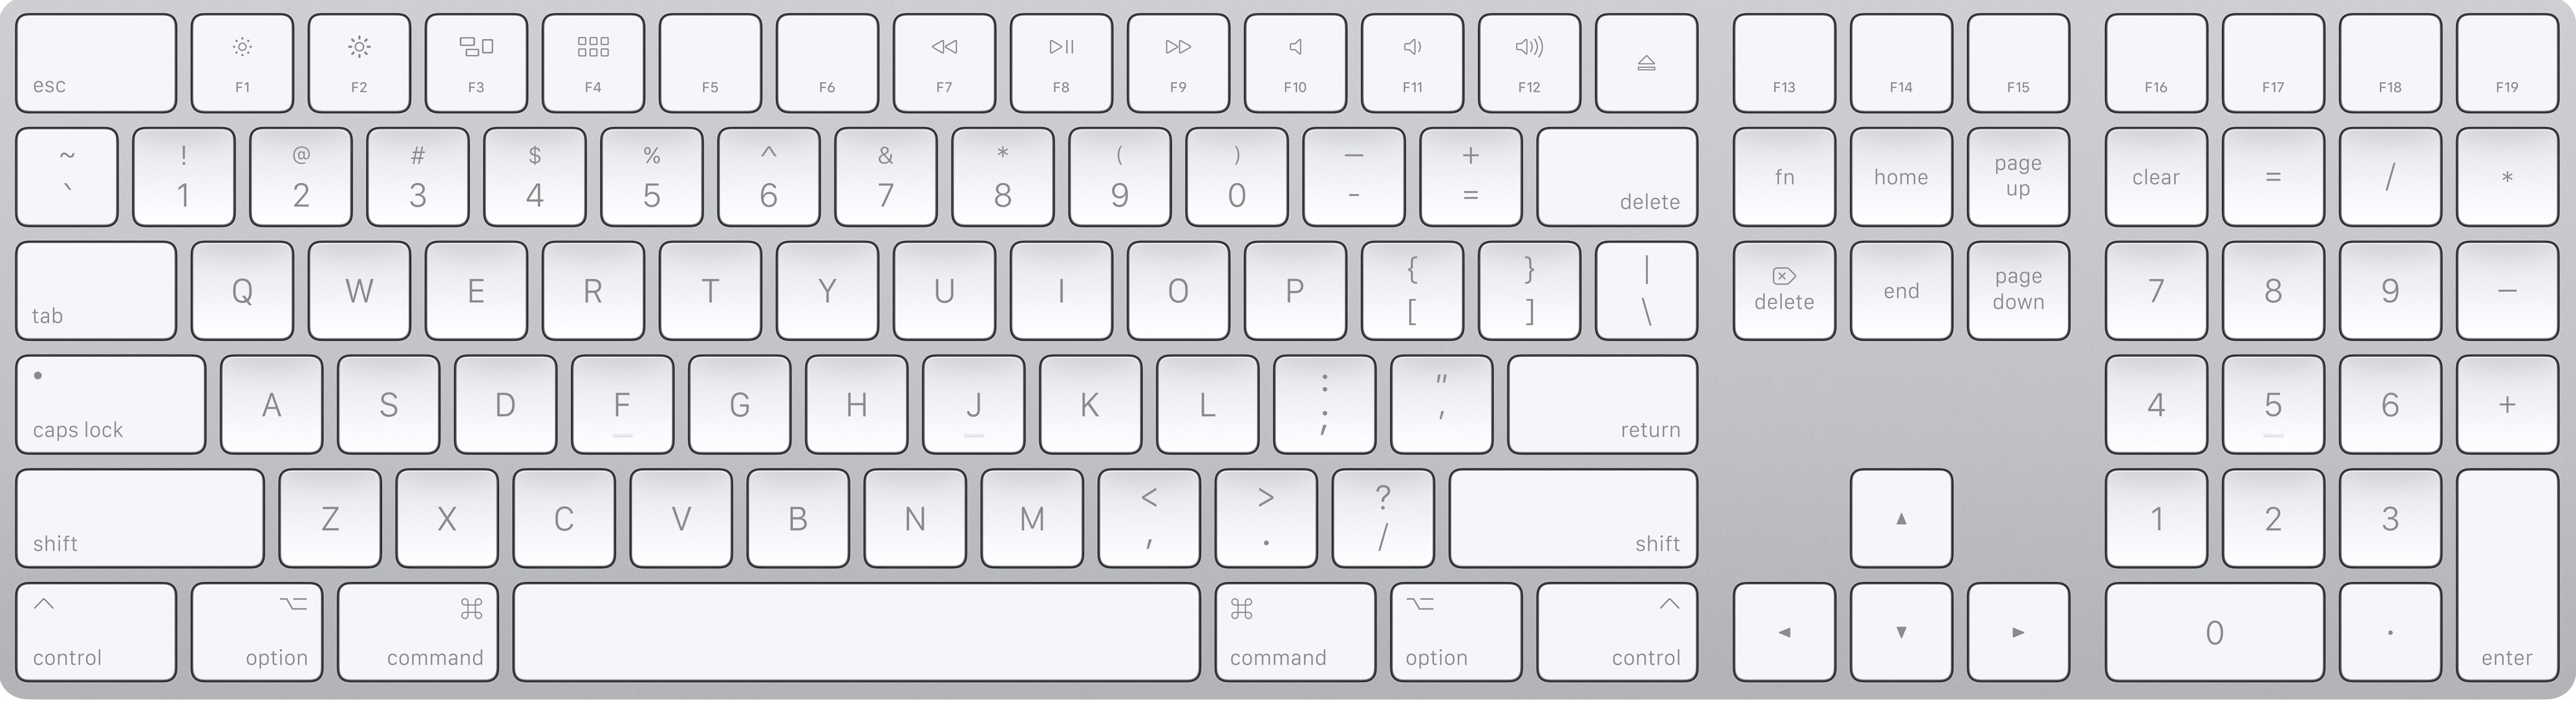 esc F1 F2 F3 F4 F5 F6 F7 F8 F9 F10 F11 F12 F13 F14 F15 F16 F17 F18 F19
~ ! @ # $ % ^ & * ( ) — + page
` 1 2 3 4 5 6 7 8 9 0 - = delete fn home up clear = / *
tab Q W E R T Y U I O P { [ } ] | \ delete end page down 7 8 9 −
caps lock A S D F G H J K L : ; " ' return 4 5 6 +
shift Z X C V B N M < , > . ? / shift ▲ 1 2 3
^ ⌥ ⌘ ⌘ ⌥ ^
control option command command option control ◀ ▼ ▶ 0 . enter